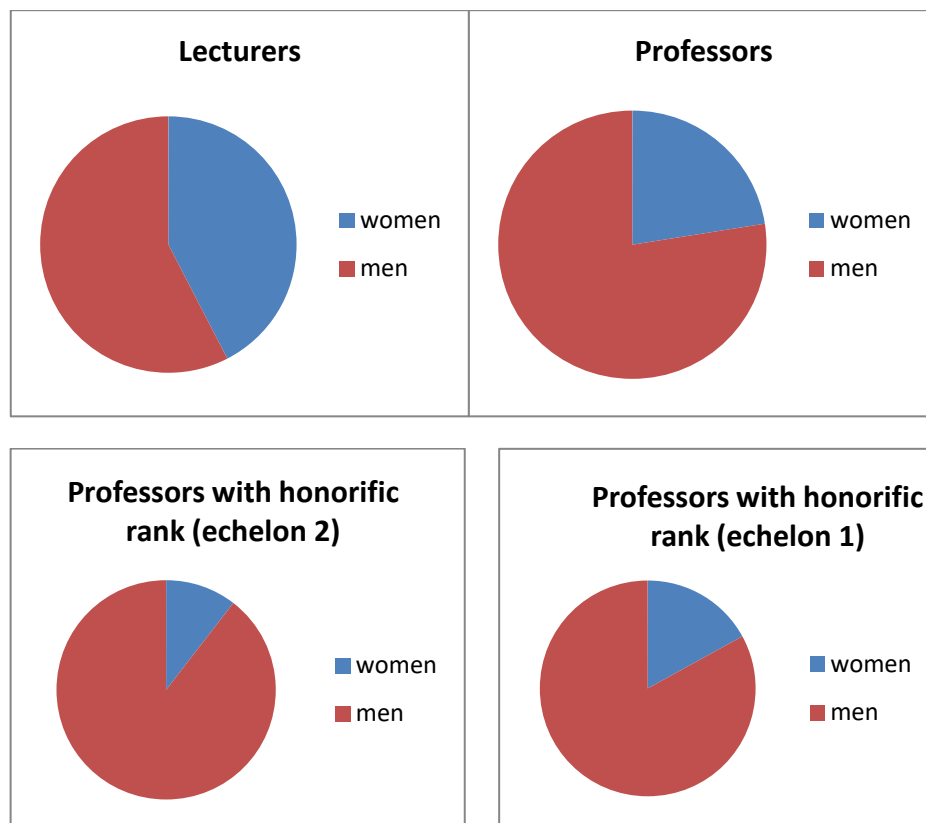 Lecturers
women
men
Professors
women
men
Professors with honorific
rank (echelon 2)
women
men
Professors with honorific
rank (echelon 1)
women
men